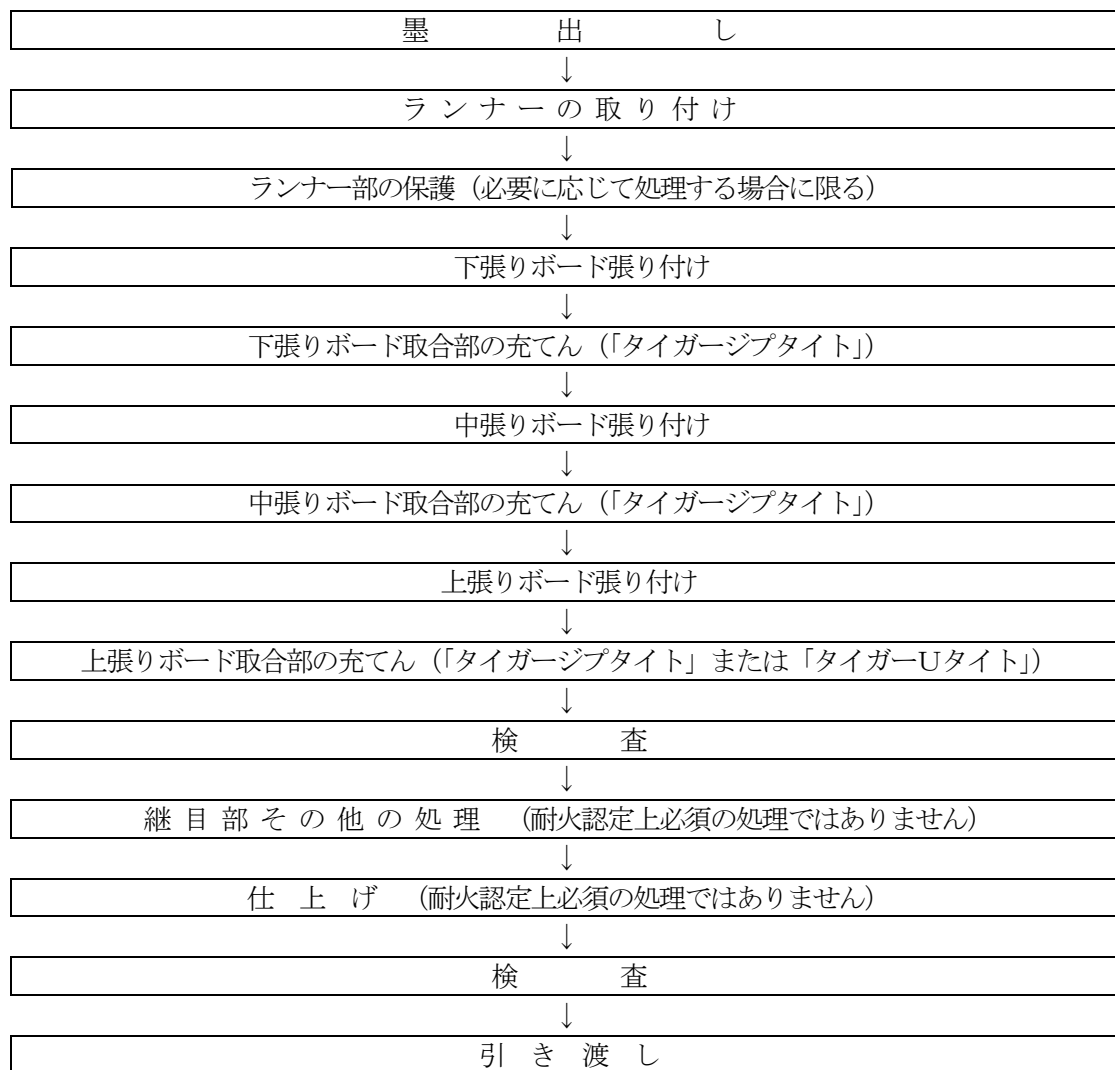 墨出し
↓
ランナーの取り付け
↓
ランナー部の保護（必要に応じて処理する場合に限る）
↓
下張りボード張り付け
↓
下張りボード取合部の充てん（「タイガージプタイト」）
↓
中張りボード張り付け
↓
中張りボード取合部の充てん（「タイガージプタイト」）
↓
上張りボード張り付け
↓
上張りボード取合部の充てん（「タイガージプタイト」または「タイガーＵタイト」）
↓
検査
↓
継目部その他の処理　（耐火認定上必須の処理ではありません）
↓
仕上げ　（耐火認定上必須の処理ではありません）
↓
検査
↓
引き渡し